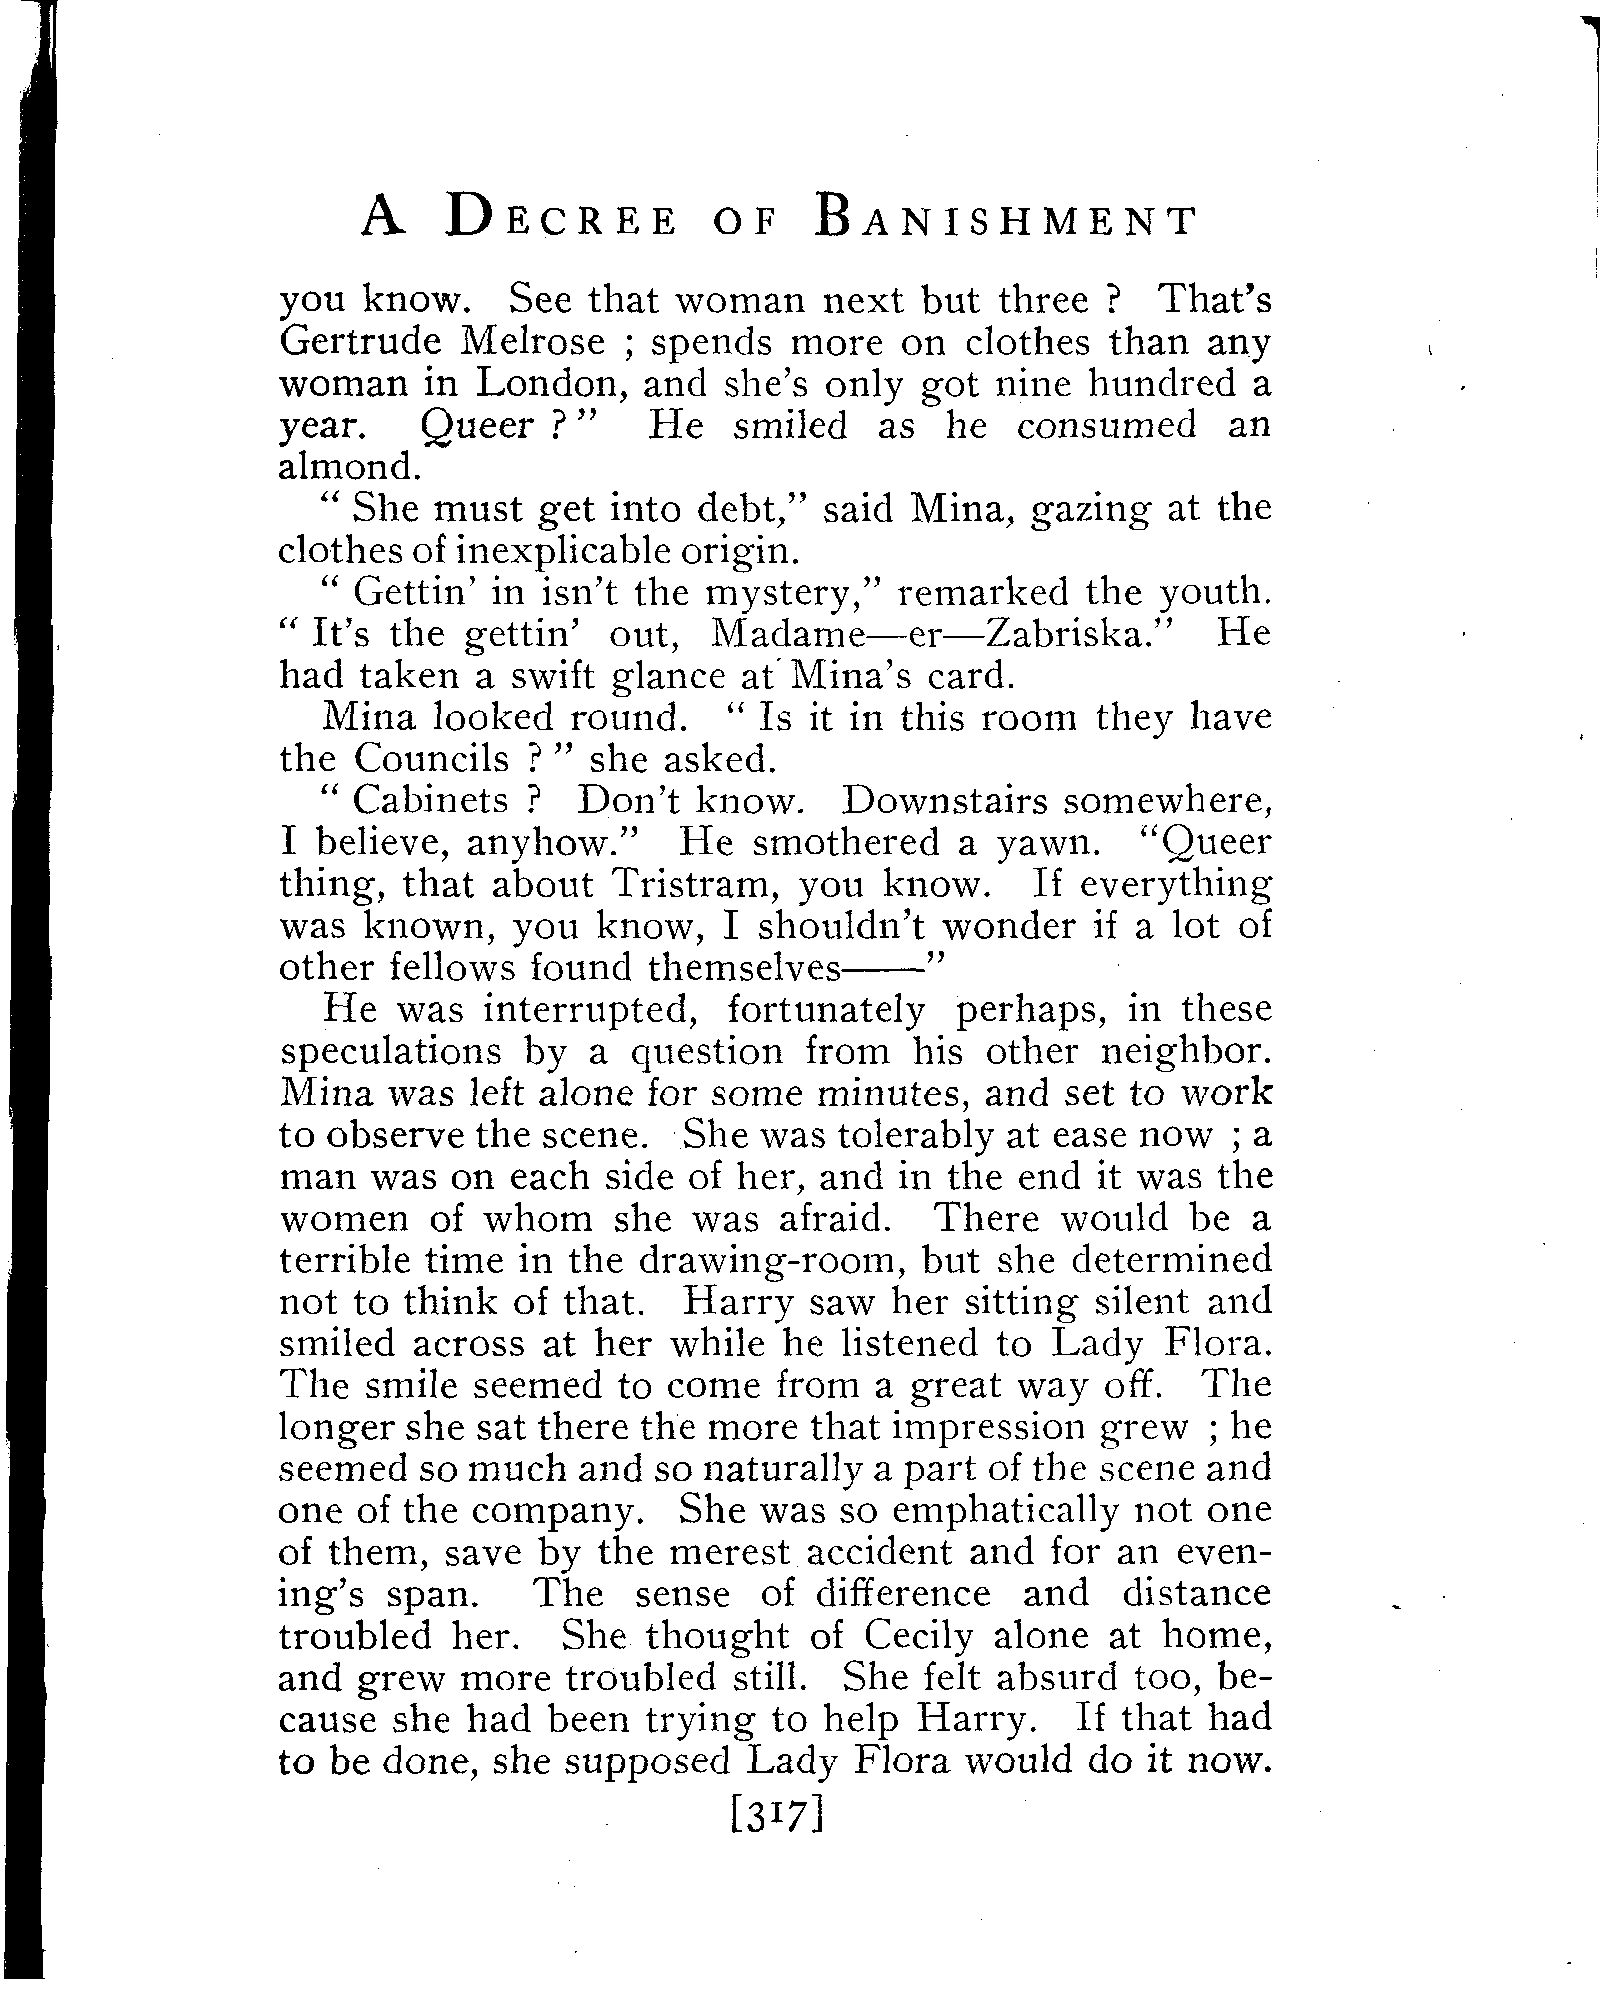 A DECREE OF BANISHMENT
you know. See that woman next but three ? That's
Gertrude Melrose ; spends more on clothes than any
woman in London, and she's only got nine hundred a
year. Queer ? ” He smiled as he consumed an
almond.
“ She must get into debt,” said Mina, gazing at the
clothes of inexplicable origin.
“ Gettin' in isn't the mystery,” remarked the youth.
“ It's the gettin' out, Madame—er—Zabriska.” He
had taken a swift glance at Mina's card.
Mina looked round. “ Is it in this room they have
the Councils ? ” she asked.
“ Cabinets ? Don't know. Downstairs somewhere,
I believe, anyhow.” He smothered a yawn. “Queer
thing, that about Tristram, you know. If everything
was known, you know, I shouldn't wonder if a lot of
other fellows found themselves——”
He was interrupted, fortunately perhaps, in these
speculations by a question from his other neighbor.
Mina was left alone for some minutes, and set to work
to observe the scene. She was tolerably at ease now ; a
man was on each side of her, and in the end it was the
women of whom she was afraid. There would be a
terrible time in the drawing-room, but she determined
not to think of that. Harry saw her sitting silent and
smiled across at her while he listened to Lady Flora.
The smile seemed to come from a great way off. The
longer she sat there the more that impression grew ; he
seemed so much and so naturally a part of the scene and
one of the company. She was so emphatically not one
of them, save by the merest accident and for an even-
ing's span. The sense of difference and distance
troubled her. She thought of Cecily alone at home,
and grew more troubled still. She felt absurd too, be-
cause she had been trying to help Harry. If that had
to be done, she supposed Lady Flora would do it now.
[317]